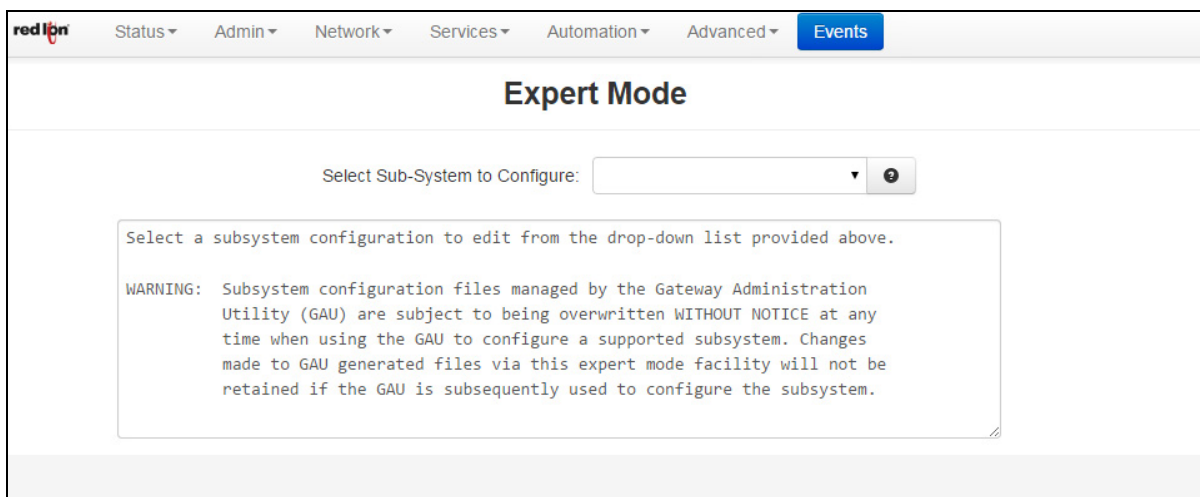 red lion Status Admin Network Services Automation Advanced Events
Expert Mode
Select Sub-System to Configure:
Select a subsystem configuration to edit from the drop-down list provided above.
WARNING: Subsystem configuration files managed by the Gateway Administration
Utility (GAU) are subject to being overwritten WITHOUT NOTICE at any
time when using the GAU to configure a supported subsystem. Changes
made to GAU generated files via this expert mode facility will not be
retained if the GAU is subsequently used to configure the subsystem.